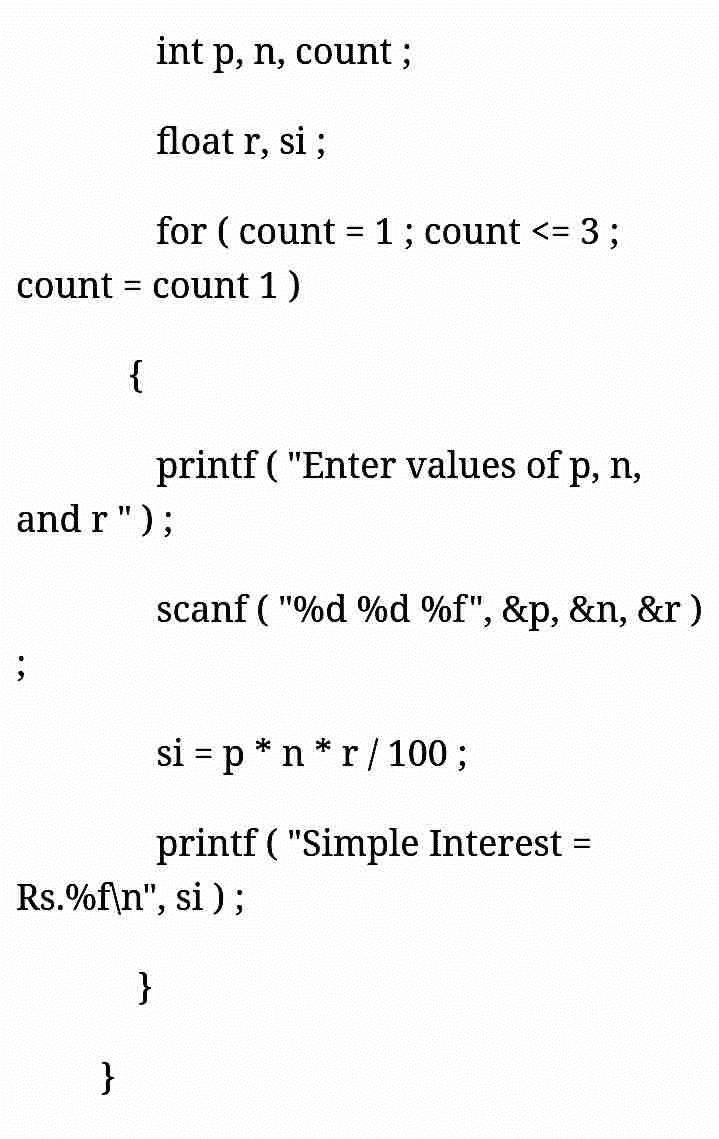 int p, n, count ;
float r, si ;
for ( count = 1 ; count <= 3 ;
count = count 1 )
{
printf ( "Enter values of p, n,
and r " ) ;
scanf ( "%d %d %f", &p, &n, &r )
;
si = p * n * r / 100 ;
printf ( "Simple Interest =
Rs.%f\n", si ) ;
}
}